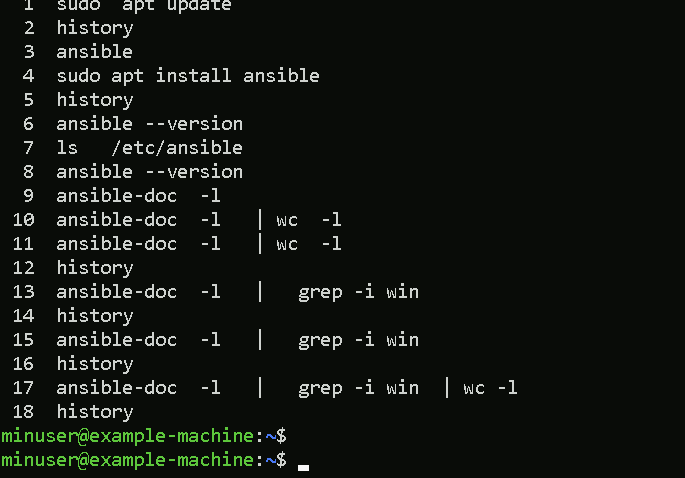 1  sudo  apt update
2  history
3  ansible
4  sudo apt install ansible
5  history
6  ansible --version
7  ls   /etc/ansible
8  ansible --version
9  ansible-doc  -l
10  ansible-doc  -l   | wc  -l
11  ansible-doc  -l   | wc  -l
12  history
13  ansible-doc  -l   |   grep -i win
14  history
15  ansible-doc  -l   |   grep -i win
16  history
17  ansible-doc  -l   |   grep -i win  | wc -l
18  history
minuser@example-machine:~$
minuser@example-machine:~$